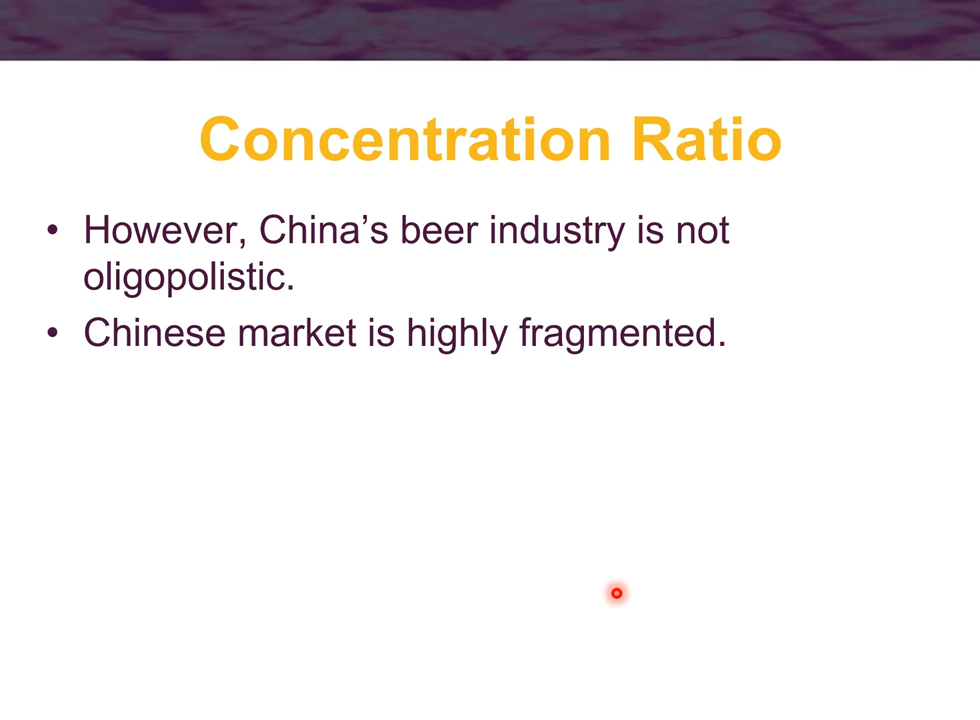 Concentration Ratio
• However, China’s beer industry is not
oligopolistic.
• Chinese market is highly fragmented.